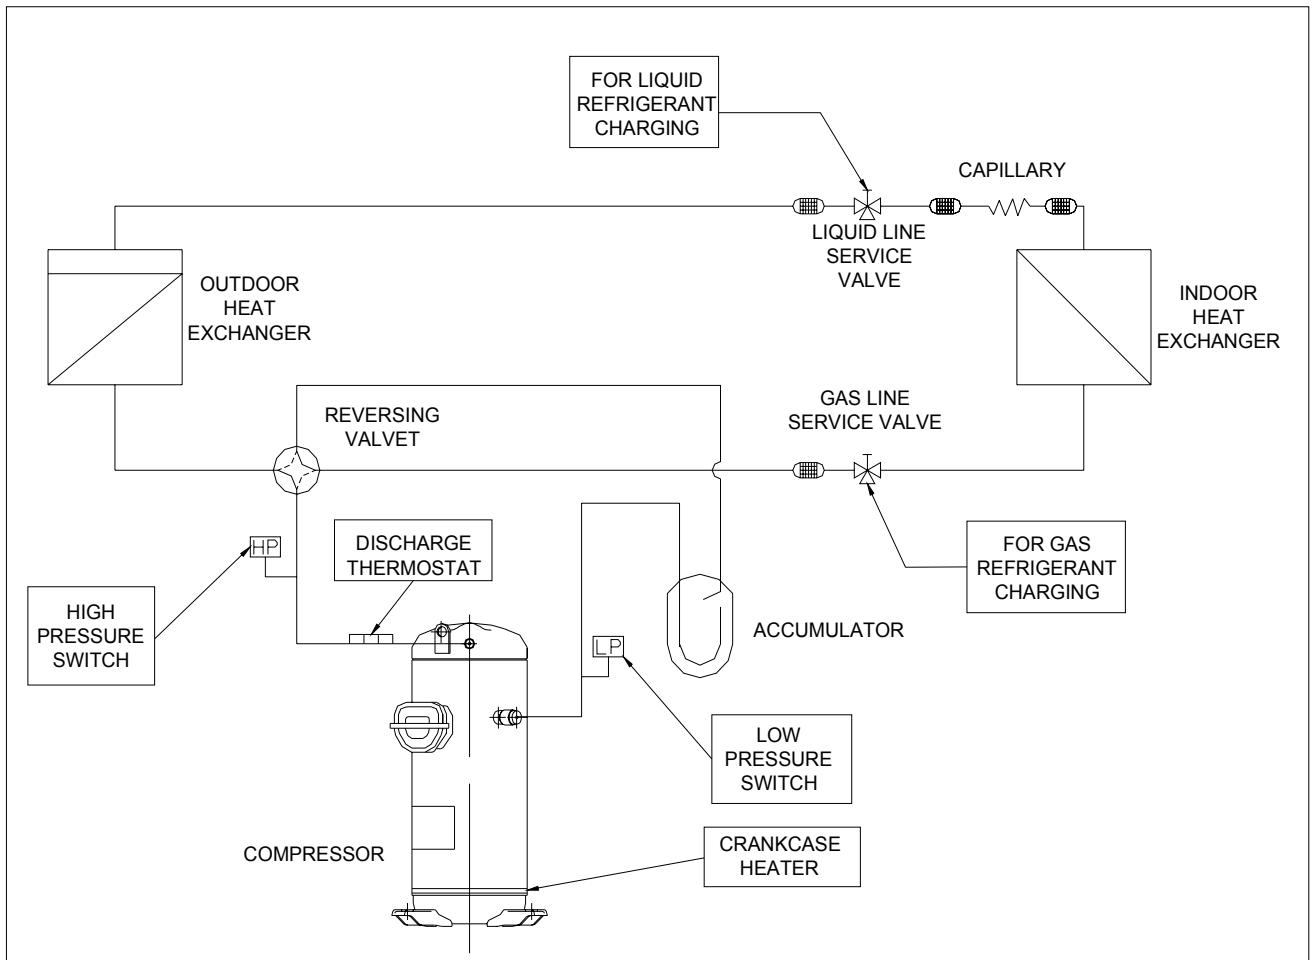 FOR LIQUID
REFRIGERANT
CHARGING
CAPILLARY
LIQUID LINE
SERVICE
VALVE
OUTDOOR
HEAT
EXCHANGER
INDOOR
HEAT
EXCHANGER
REVERSING
VALVET
GAS LINE
SERVICE VALVE
HP
DISCHARGE
THERMOSTAT
FOR GAS
REFRIGERANT
CHARGING
HIGH
PRESSURE
SWITCH
LP
ACCUMULATOR
LOW
PRESSURE
SWITCH
COMPRESSOR
CRANKCASE
HEATER